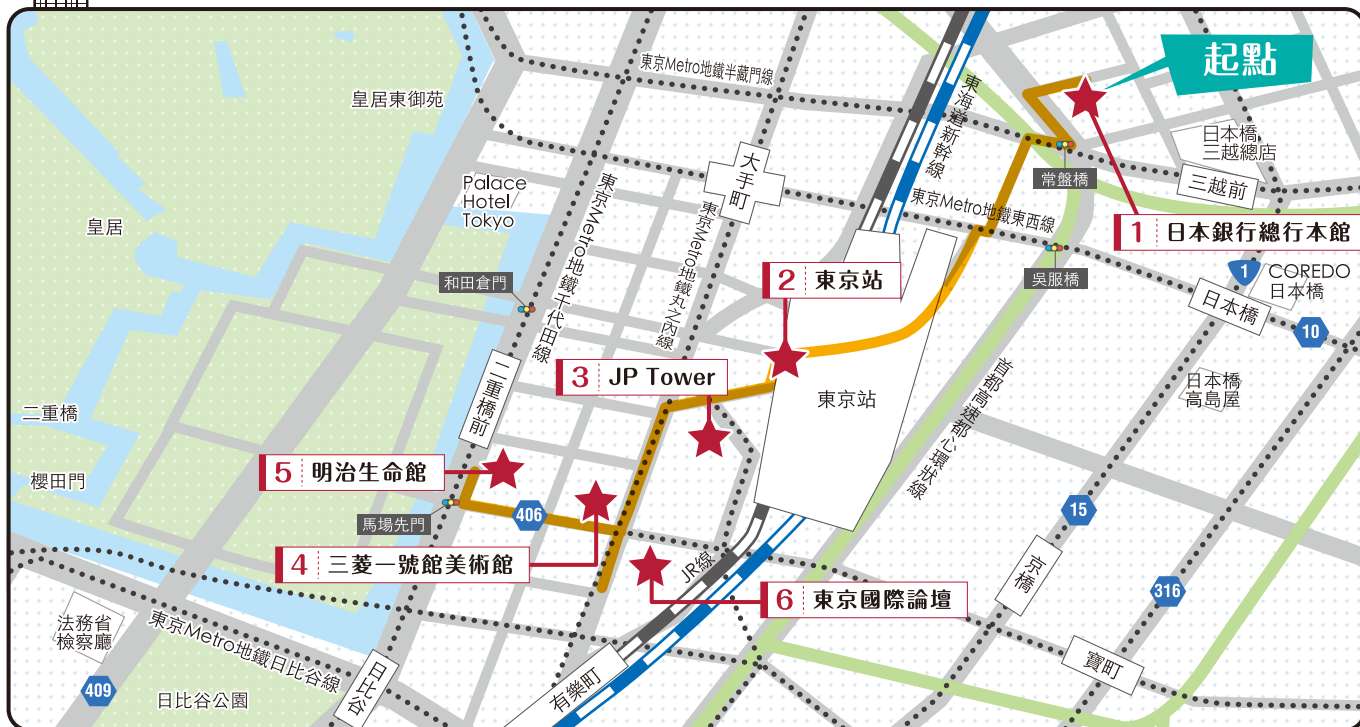 起點
東京Metro地鐵半藏門線
東海道新幹線
皇居東御苑
日本橋
三越總店
大手町
常盤橋
三越前
Palace
Hotel
Tokyo
東京Metro地鐵千代田線
東京Metro地鐵丸之內線
東京Metro地鐵東西線
皇居
1 日本銀行總行本館
吳服橋
1
COREDO
日本橋
2 東京站
和田倉門
日本橋
10
3 JP Tower
二重橋前
東京站
首都高速都心環狀線
日本橋
高島屋
二重橋
5 明治生命館
櫻田門
馬場先門
406
15
4 三菱一號館美術館
JR線
京橋
6 東京國際論壇
316
法務省
檢察廳
東京Metro地鐵日比谷線
寶町
409
日比谷公園
日比谷
有樂町